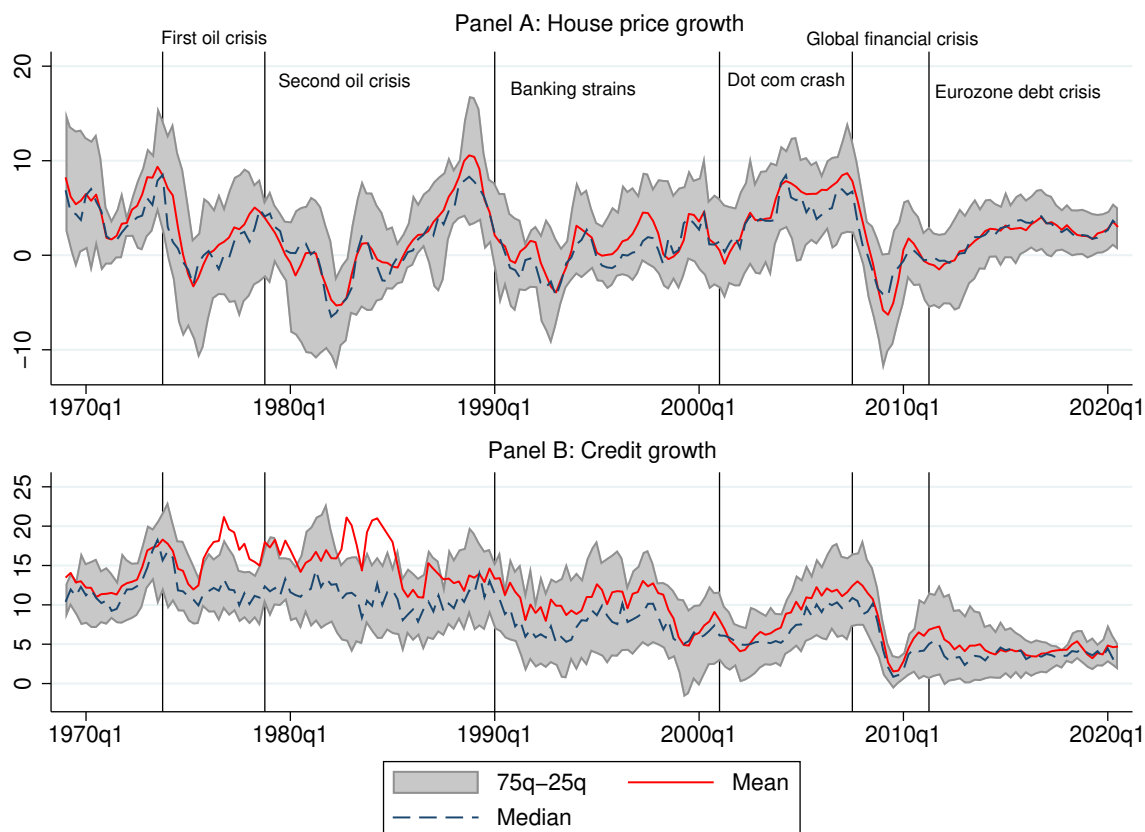 Panel A: House price growth
First oil crisis
Global financial crisis
Second oil crisis
Banking strains
Dot com crash
Eurozone debt crisis
20
10
0
−10
1970q1
1980q1
1990q1
2000q1
2010q1
2020q1
Panel B: Credit growth
25
20
15
10
5
0
1970q1
1980q1
1990q1
2000q1
2010q1
2020q1
75q−25q
Mean
Median